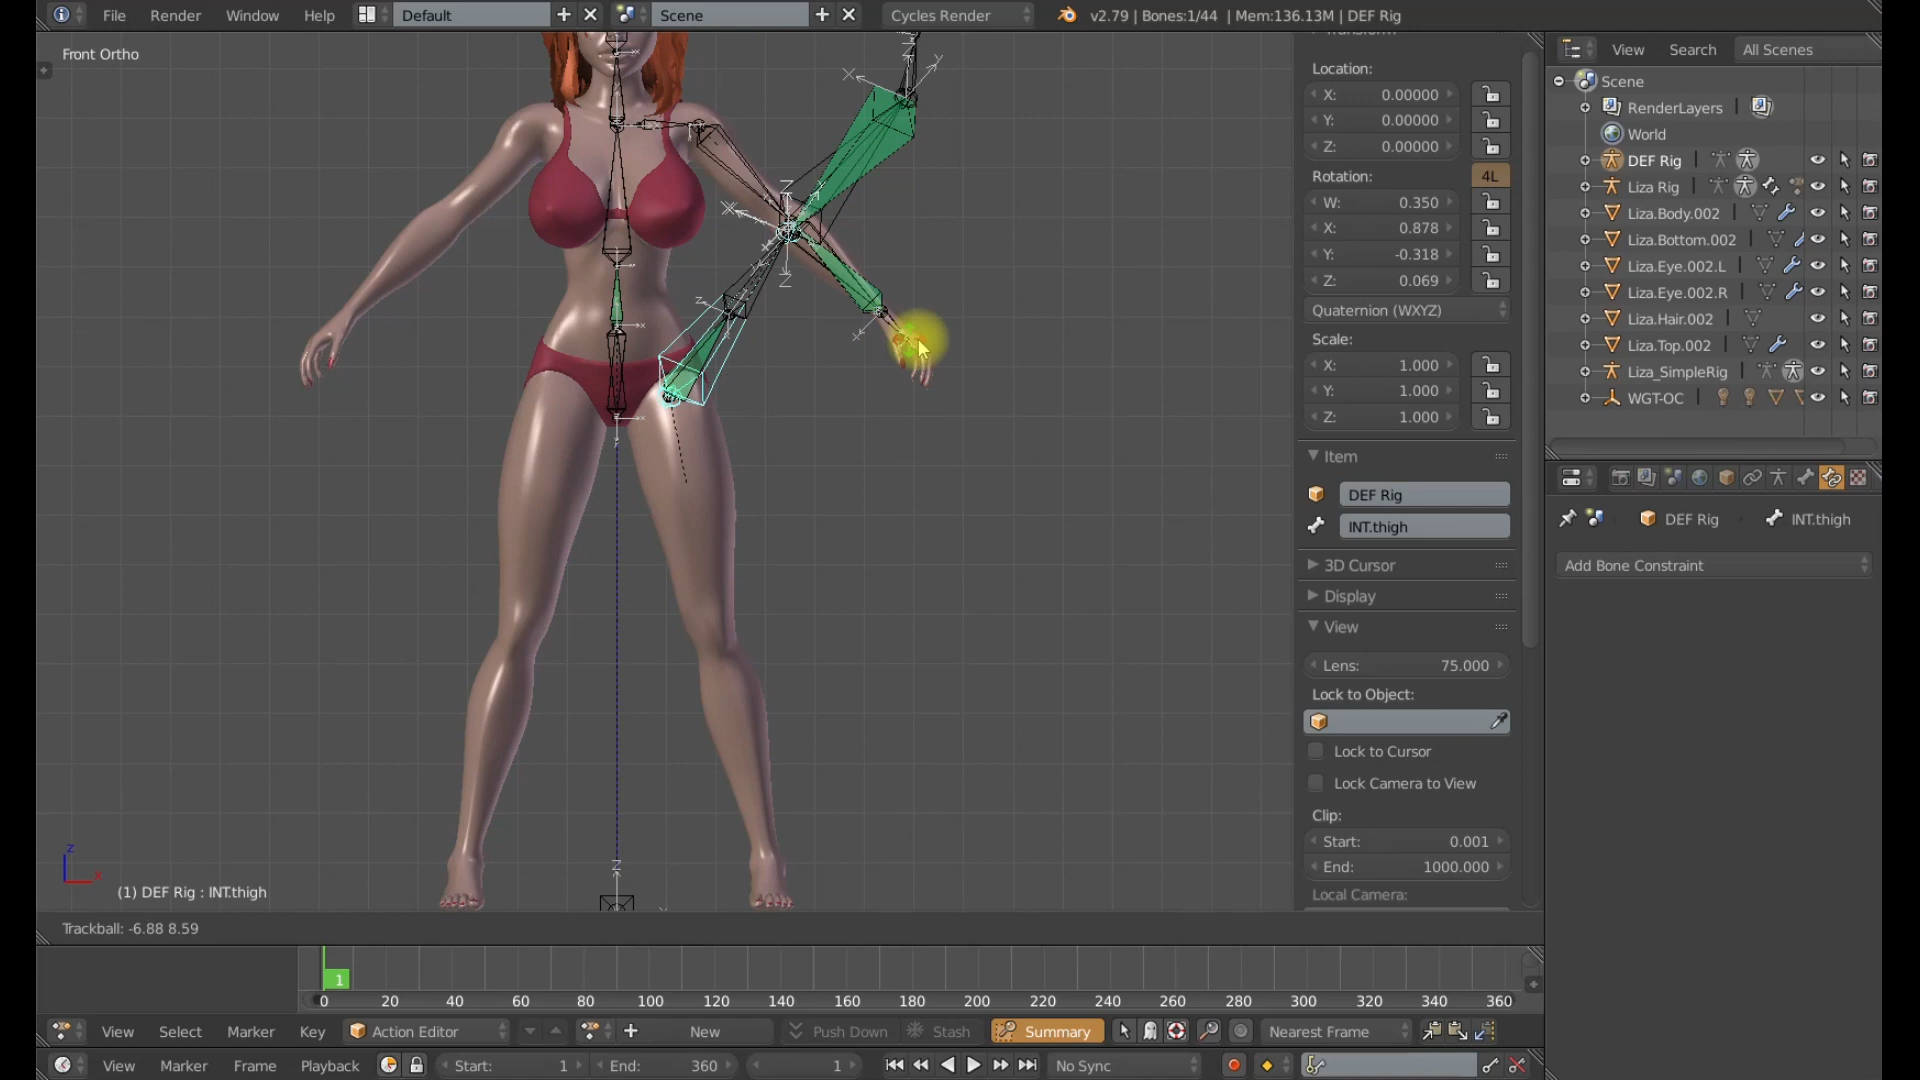 File Render Window Help Default Scene Cycles Render v2.79 | Bones:1/44 | Mem:136.13M | DEF Rig
Front Ortho
Transform
Location:
X: 0.00000
Y: 0.00000
Z: 0.00000
Rotation: 4L
W: 0.350
X: 0.878
Y: -0.318
Z: 0.069
Quaternion (WXYZ)
Scale:
X: 1.000
Y: 1.000
Z: 1.000
Item
DEF Rig
INT.thigh
3D Cursor
Display
View
Lens: 75.000
Lock to Object:
Lock to Cursor
Lock Camera to View
Clip:
Start: 0.001
End: 1000.000
Local Camera:
View Search All Scenes
Scene
RenderLayers
World
DEF Rig
Liza Rig
Liza.Body.002
Liza.Bottom.002
Liza.Eye.002.L
Liza.Eye.002.R
Liza.Hair.002
Liza.Top.002
Liza_SimpleRig
WGT-OC
DEF Rig INT.thigh
Add Bone Constraint
z
x
(1) DEF Rig : INT.thigh
Trackball: -6.88 8.59
1
0 20 40 60 80 100 120 140 160 180 200 220 240 260 280 300 320 340 360
View Select Marker Key Action Editor New Push Down Stash Summary Nearest Frame
View Marker Frame Playback Start: 1 End: 360 1 No Sync